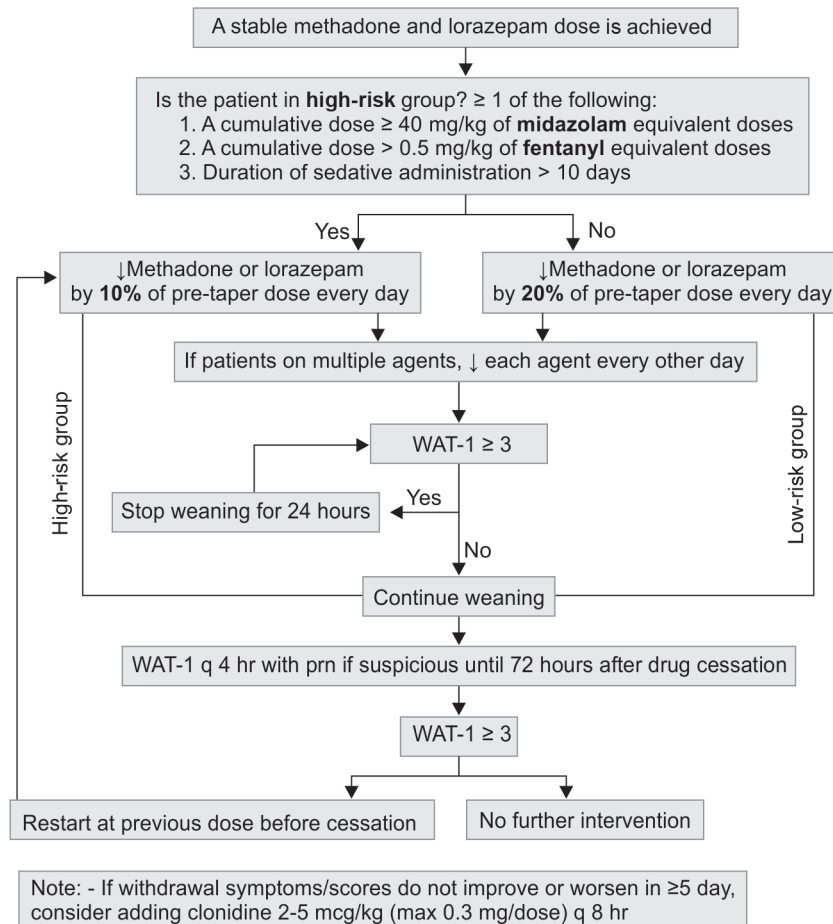 A stable methadone and lorazepam dose is achieved
Is the patient in high-risk group? ≥ 1 of the following:
1. A cumulative dose ≥ 40 mg/kg of midazolam equivalent doses
2. A cumulative dose > 0.5 mg/kg of fentanyl equivalent doses
3. Duration of sedative administration > 10 days
Yes
No
↓Methadone or lorazepam
by 10% of pre-taper dose every day
↓Methadone or lorazepam
by 20% of pre-taper dose every day
If patients on multiple agents, ↓ each agent every other day
High-risk group
Low-risk group
WAT-1 ≥ 3
Stop weaning for 24 hours
Yes
No
Continue weaning
WAT-1 q 4 hr with prn if suspicious until 72 hours after drug cessation
WAT-1 ≥ 3
Restart at previous dose before cessation
No further intervention
Note: - If withdrawal symptoms/scores do not improve or worsen in ≥5 day,
consider adding clonidine 2-5 mcg/kg (max 0.3 mg/dose) q 8 hr